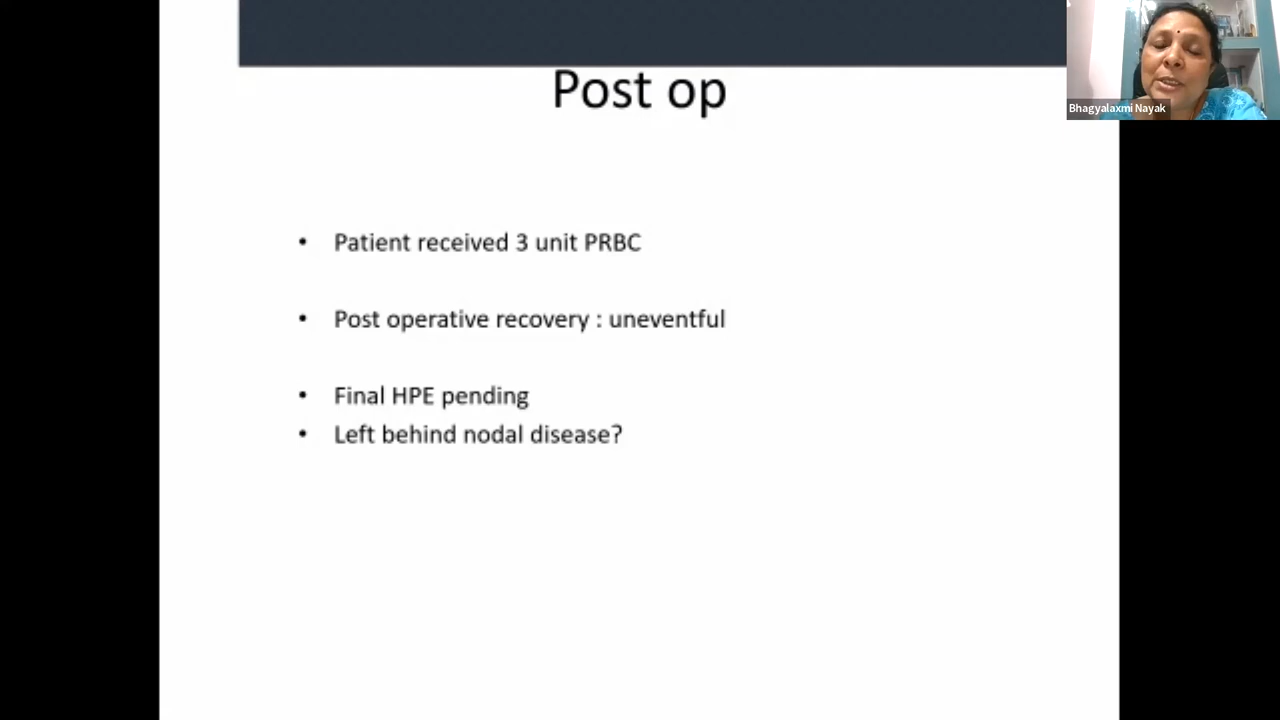 Post op
Bhagyalaxmi Nayak
• Patient received 3 unit PRBC
• Post operative recovery : uneventful
• Final HPE pending
• Left behind nodal disease?